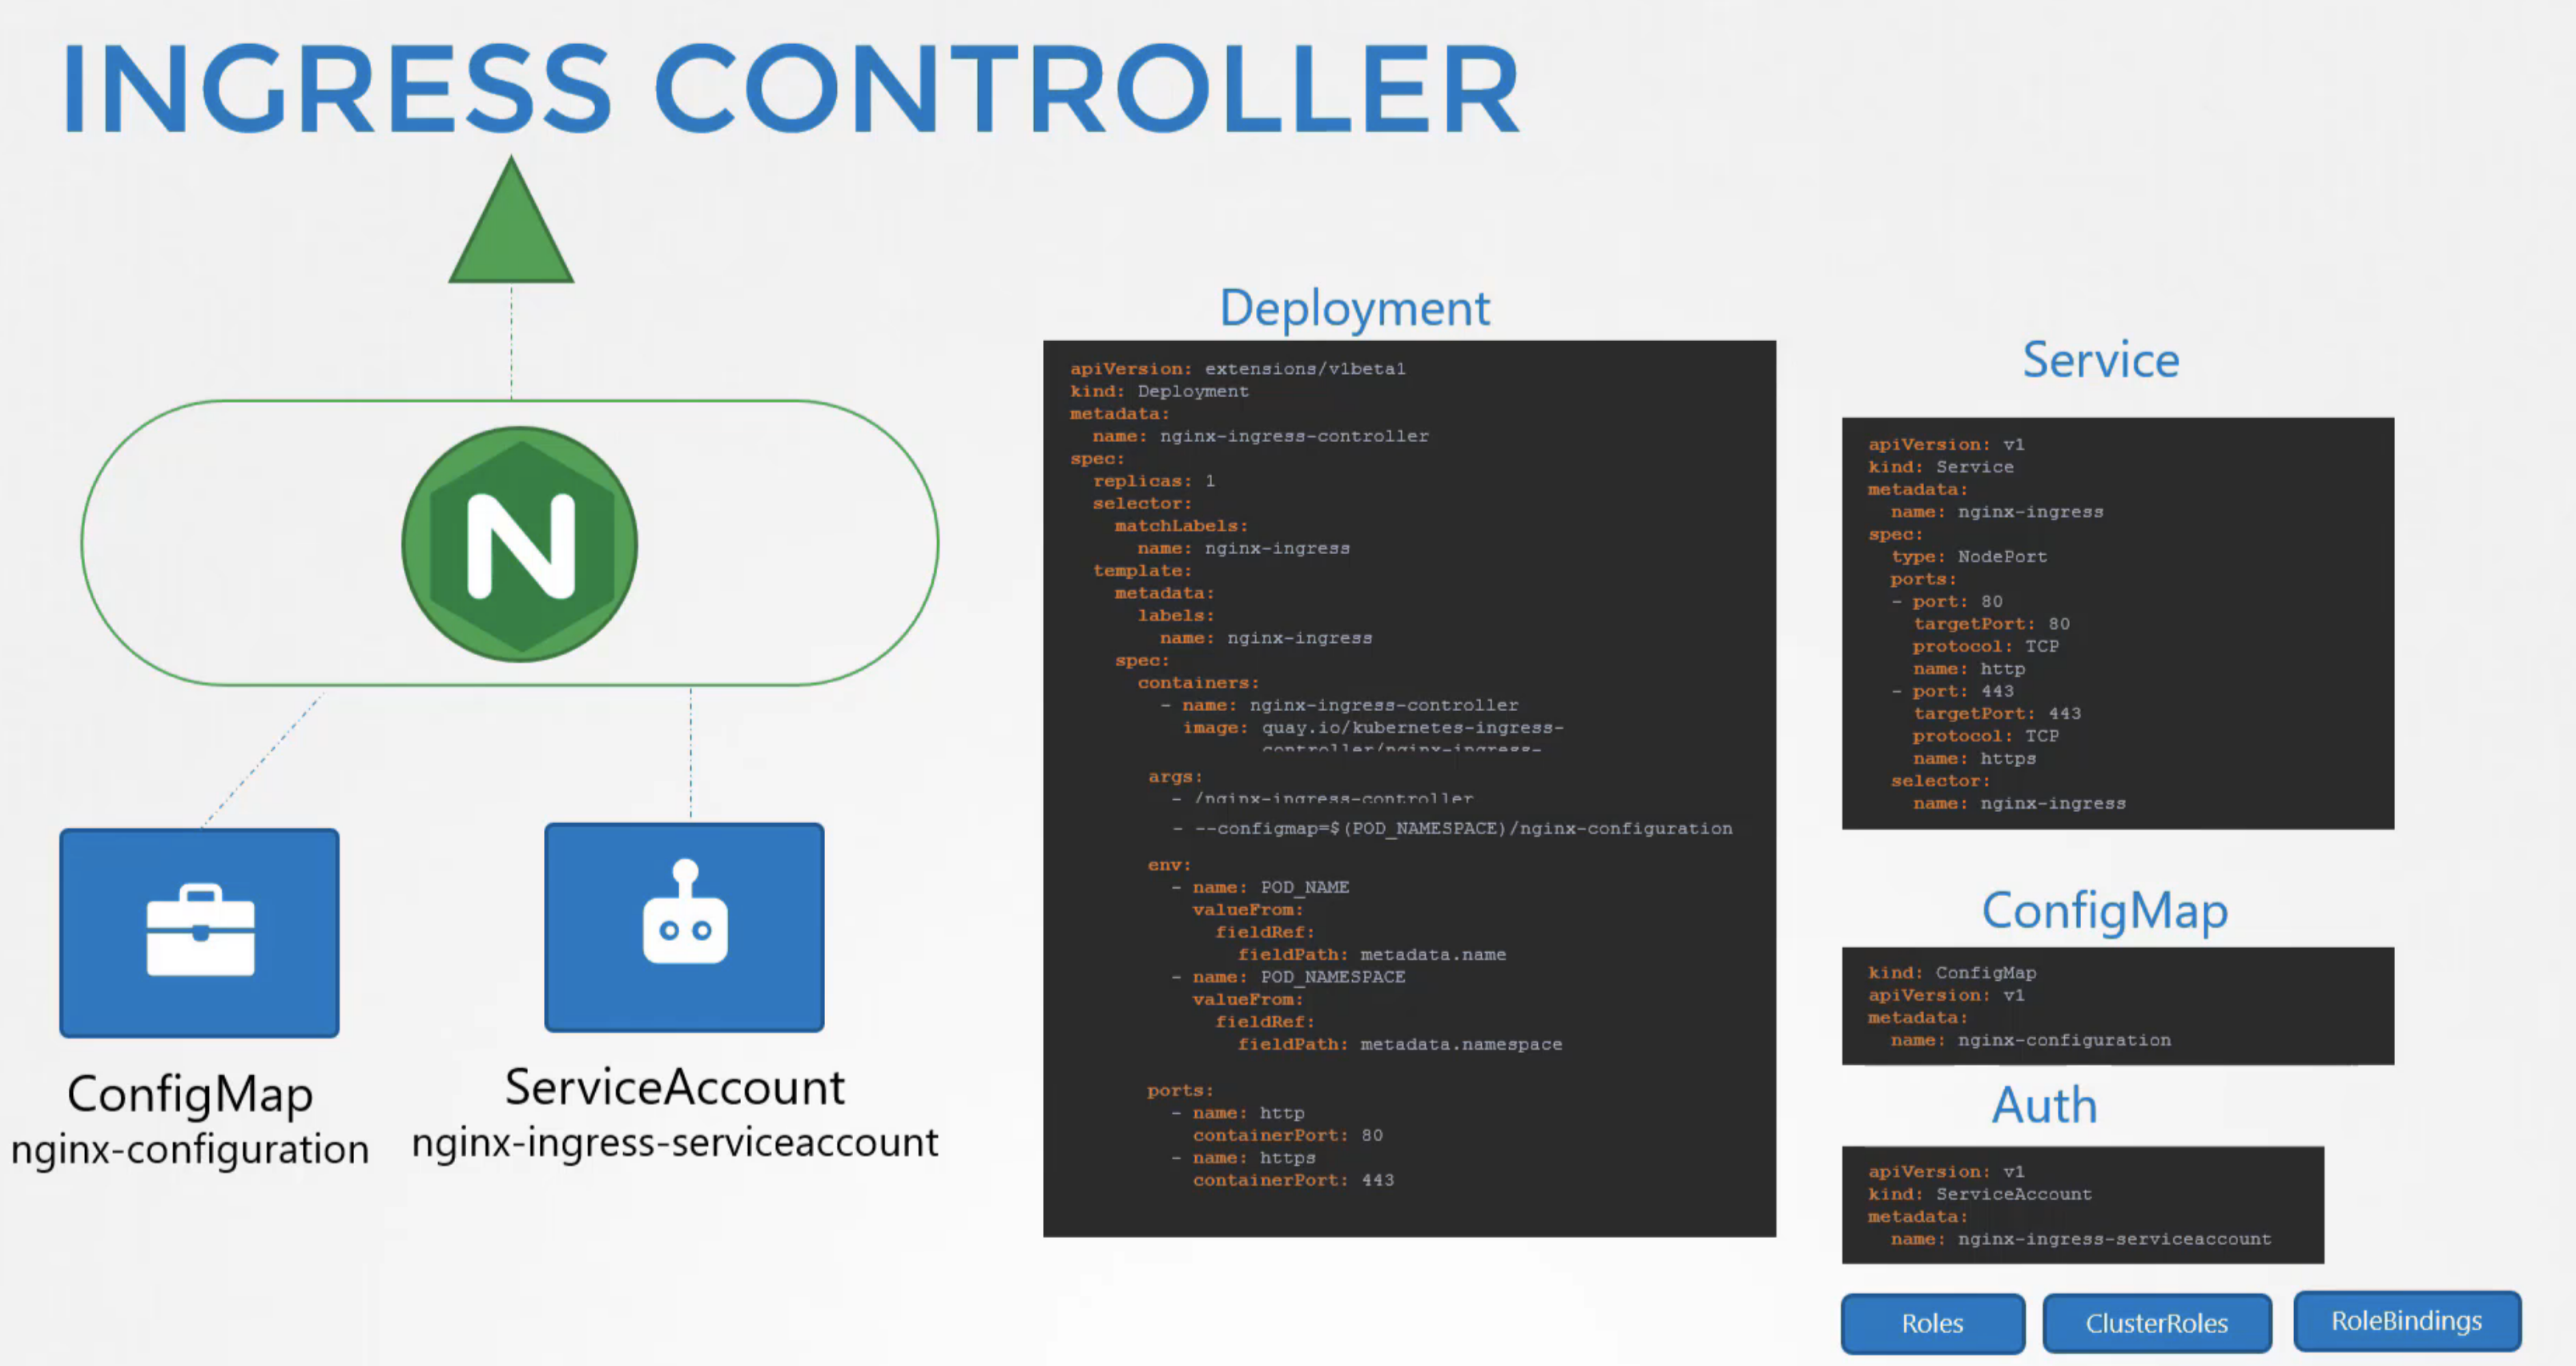 INGRESS CONTROLLER
N
ConfigMap
nginx-configuration
ServiceAccount
nginx-ingress-serviceaccount
Deployment
apiVersion: extensions/v1beta1
kind: Deployment
metadata:
  name: nginx-ingress-controller
spec:
  replicas: 1
  selector:
    matchLabels:
      name: nginx-ingress
  template:
    metadata:
      labels:
        name: nginx-ingress
    spec:
      containers:
        - name: nginx-ingress-controller
          image: quay.io/kubernetes-ingress-
                 controller/nginx-ingress-
       args:
         - /nginx-ingress-controller
         - --configmap=$(POD_NAMESPACE)/nginx-configuration
       env:
         - name: POD_NAME
           valueFrom:
             fieldRef:
               fieldPath: metadata.name
         - name: POD_NAMESPACE
           valueFrom:
             fieldRef:
               fieldPath: metadata.namespace
       ports:
         - name: http
           containerPort: 80
         - name: https
           containerPort: 443
Service
apiVersion: v1
kind: Service
metadata:
  name: nginx-ingress
spec:
  type: NodePort
  ports:
  - port: 80
    targetPort: 80
    protocol: TCP
    name: http
  - port: 443
    targetPort: 443
    protocol: TCP
    name: https
  selector:
    name: nginx-ingress
ConfigMap
kind: ConfigMap
apiVersion: v1
metadata:
  name: nginx-configuration
Auth
apiVersion: v1
kind: ServiceAccount
metadata:
  name: nginx-ingress-serviceaccount
Roles ClusterRoles RoleBindings